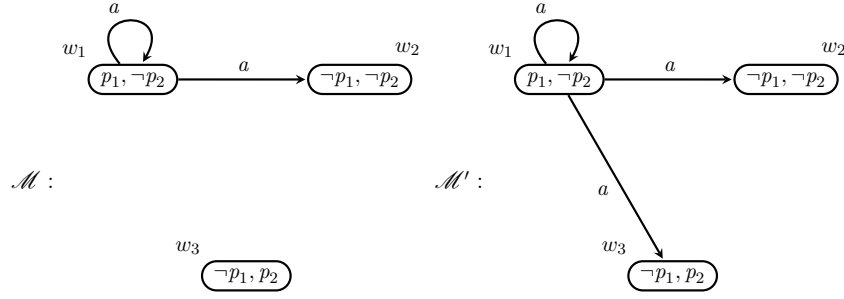 a a
w₁ w₂ w₁ w₂
p₁, ¬p₂ a ¬p₁, ¬p₂ p₁, ¬p₂ a ¬p₁, ¬p₂
ℳ : ℳ′ : a
w₃ w₃
¬p₁, p₂ ¬p₁, p₂